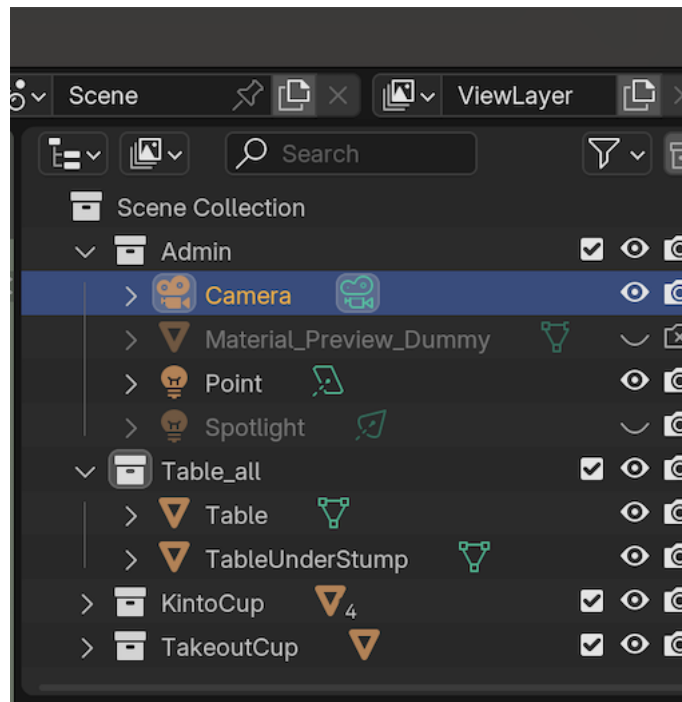 Scene ViewLayer
Search
Scene Collection
Admin
Camera
Material_Preview_Dummy
Point
Spotlight
Table_all
Table
TableUnderStump
KintoCup 4
TakeoutCup